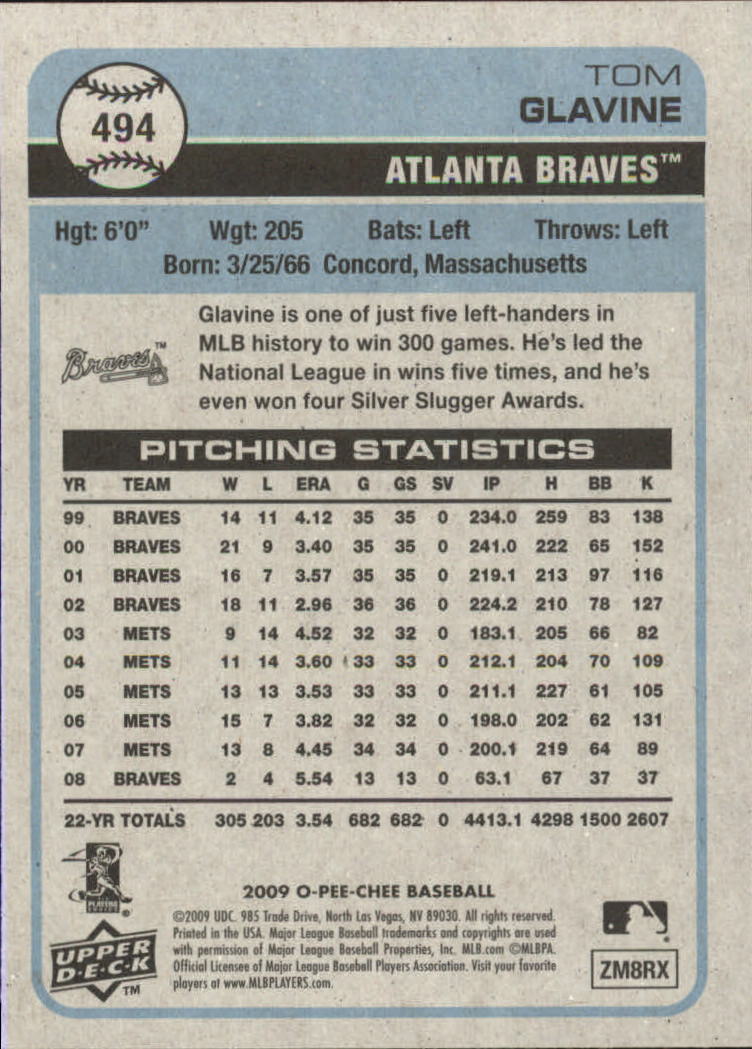 494
TOM
GLAVINE
ATLANTA BRAVES™
Hgt: 6'0" Wgt: 205 Bats: Left Throws: Left
Born: 3/25/66 Concord, Massachusetts
Braves™
Glavine is one of just five left-handers in
MLB history to win 300 games. He's led the
National League in wins five times, and he's
even won four Silver Slugger Awards.
PITCHING STATISTICS
YR TEAM W L ERA G GS SV IP H BB K
99 BRAVES 14 11 4.12 35 35 0 234.0 259 83 138
00 BRAVES 21 9 3.40 35 35 0 241.0 222 65 152
01 BRAVES 16 7 3.57 35 35 0 219.1 213 97 116
02 BRAVES 18 11 2.96 36 36 0 224.2 210 78 127
03 METS 9 14 4.52 32 32 0 183.1 205 66 82
04 METS 11 14 3.60 33 33 0 212.1 204 70 109
05 METS 13 13 3.53 33 33 0 211.1 227 61 105
06 METS 15 7 3.82 32 32 0 198.0 202 62 131
07 METS 13 8 4.45 34 34 0 200.1 219 64 89
08 BRAVES 2 4 5.54 13 13 0 63.1 67 37 37
22-YR TOTALS 305 203 3.54 682 682 0 4413.1 4298 1500 2607
PLAYERS
CHOICE
®
2009 O-PEE-CHEE BASEBALL
©2009 UDC. 985 Trade Drive, North Las Vegas, NV 89030. All rights reserved.
Printed in the USA. Major League Baseball trademarks and copyrights are used
with permission of Major League Baseball Properties, Inc. MLB.com ©MLBPA.
Official Licensee of Major League Baseball Players Association. Visit your favorite
players at www.MLBPLAYERS.com.
UPPER
D·E·C·K
TM
ZM8RX